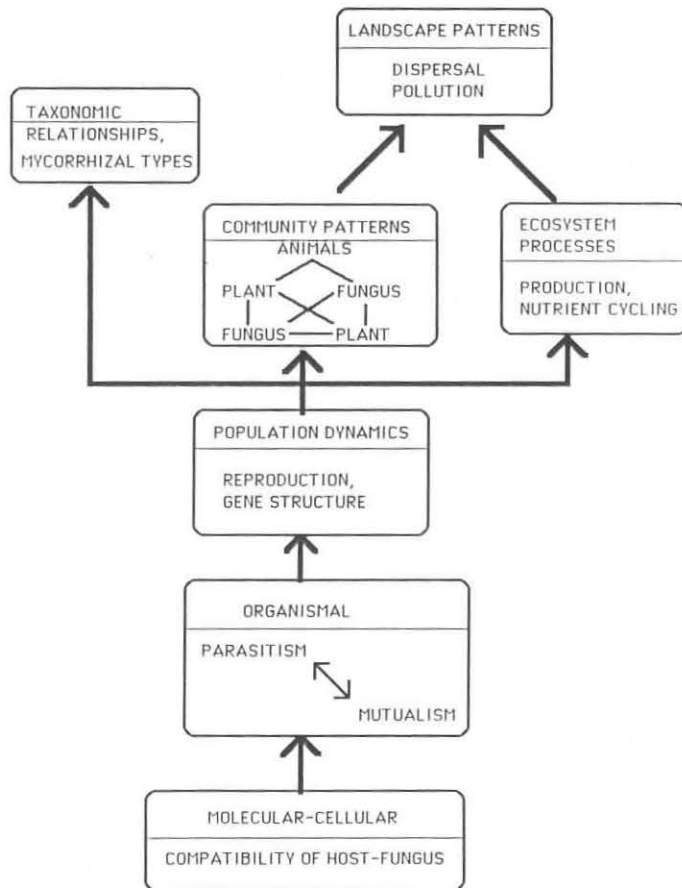 LANDSCAPE PATTERNS
DISPERSAL
POLLUTION
TAXONOMIC
RELATIONSHIPS,
MYCORRHIZAL TYPES
COMMUNITY PATTERNS
ANIMALS
PLANT FUNGUS
FUNGUS PLANT
ECOSYSTEM
PROCESSES
PRODUCTION,
NUTRIENT CYCLING
POPULATION DYNAMICS
REPRODUCTION,
GENE STRUCTURE
ORGANISMAL
PARASITISM
MUTUALISM
MOLECULAR-CELLULAR
COMPATIBILITY OF HOST-FUNGUS